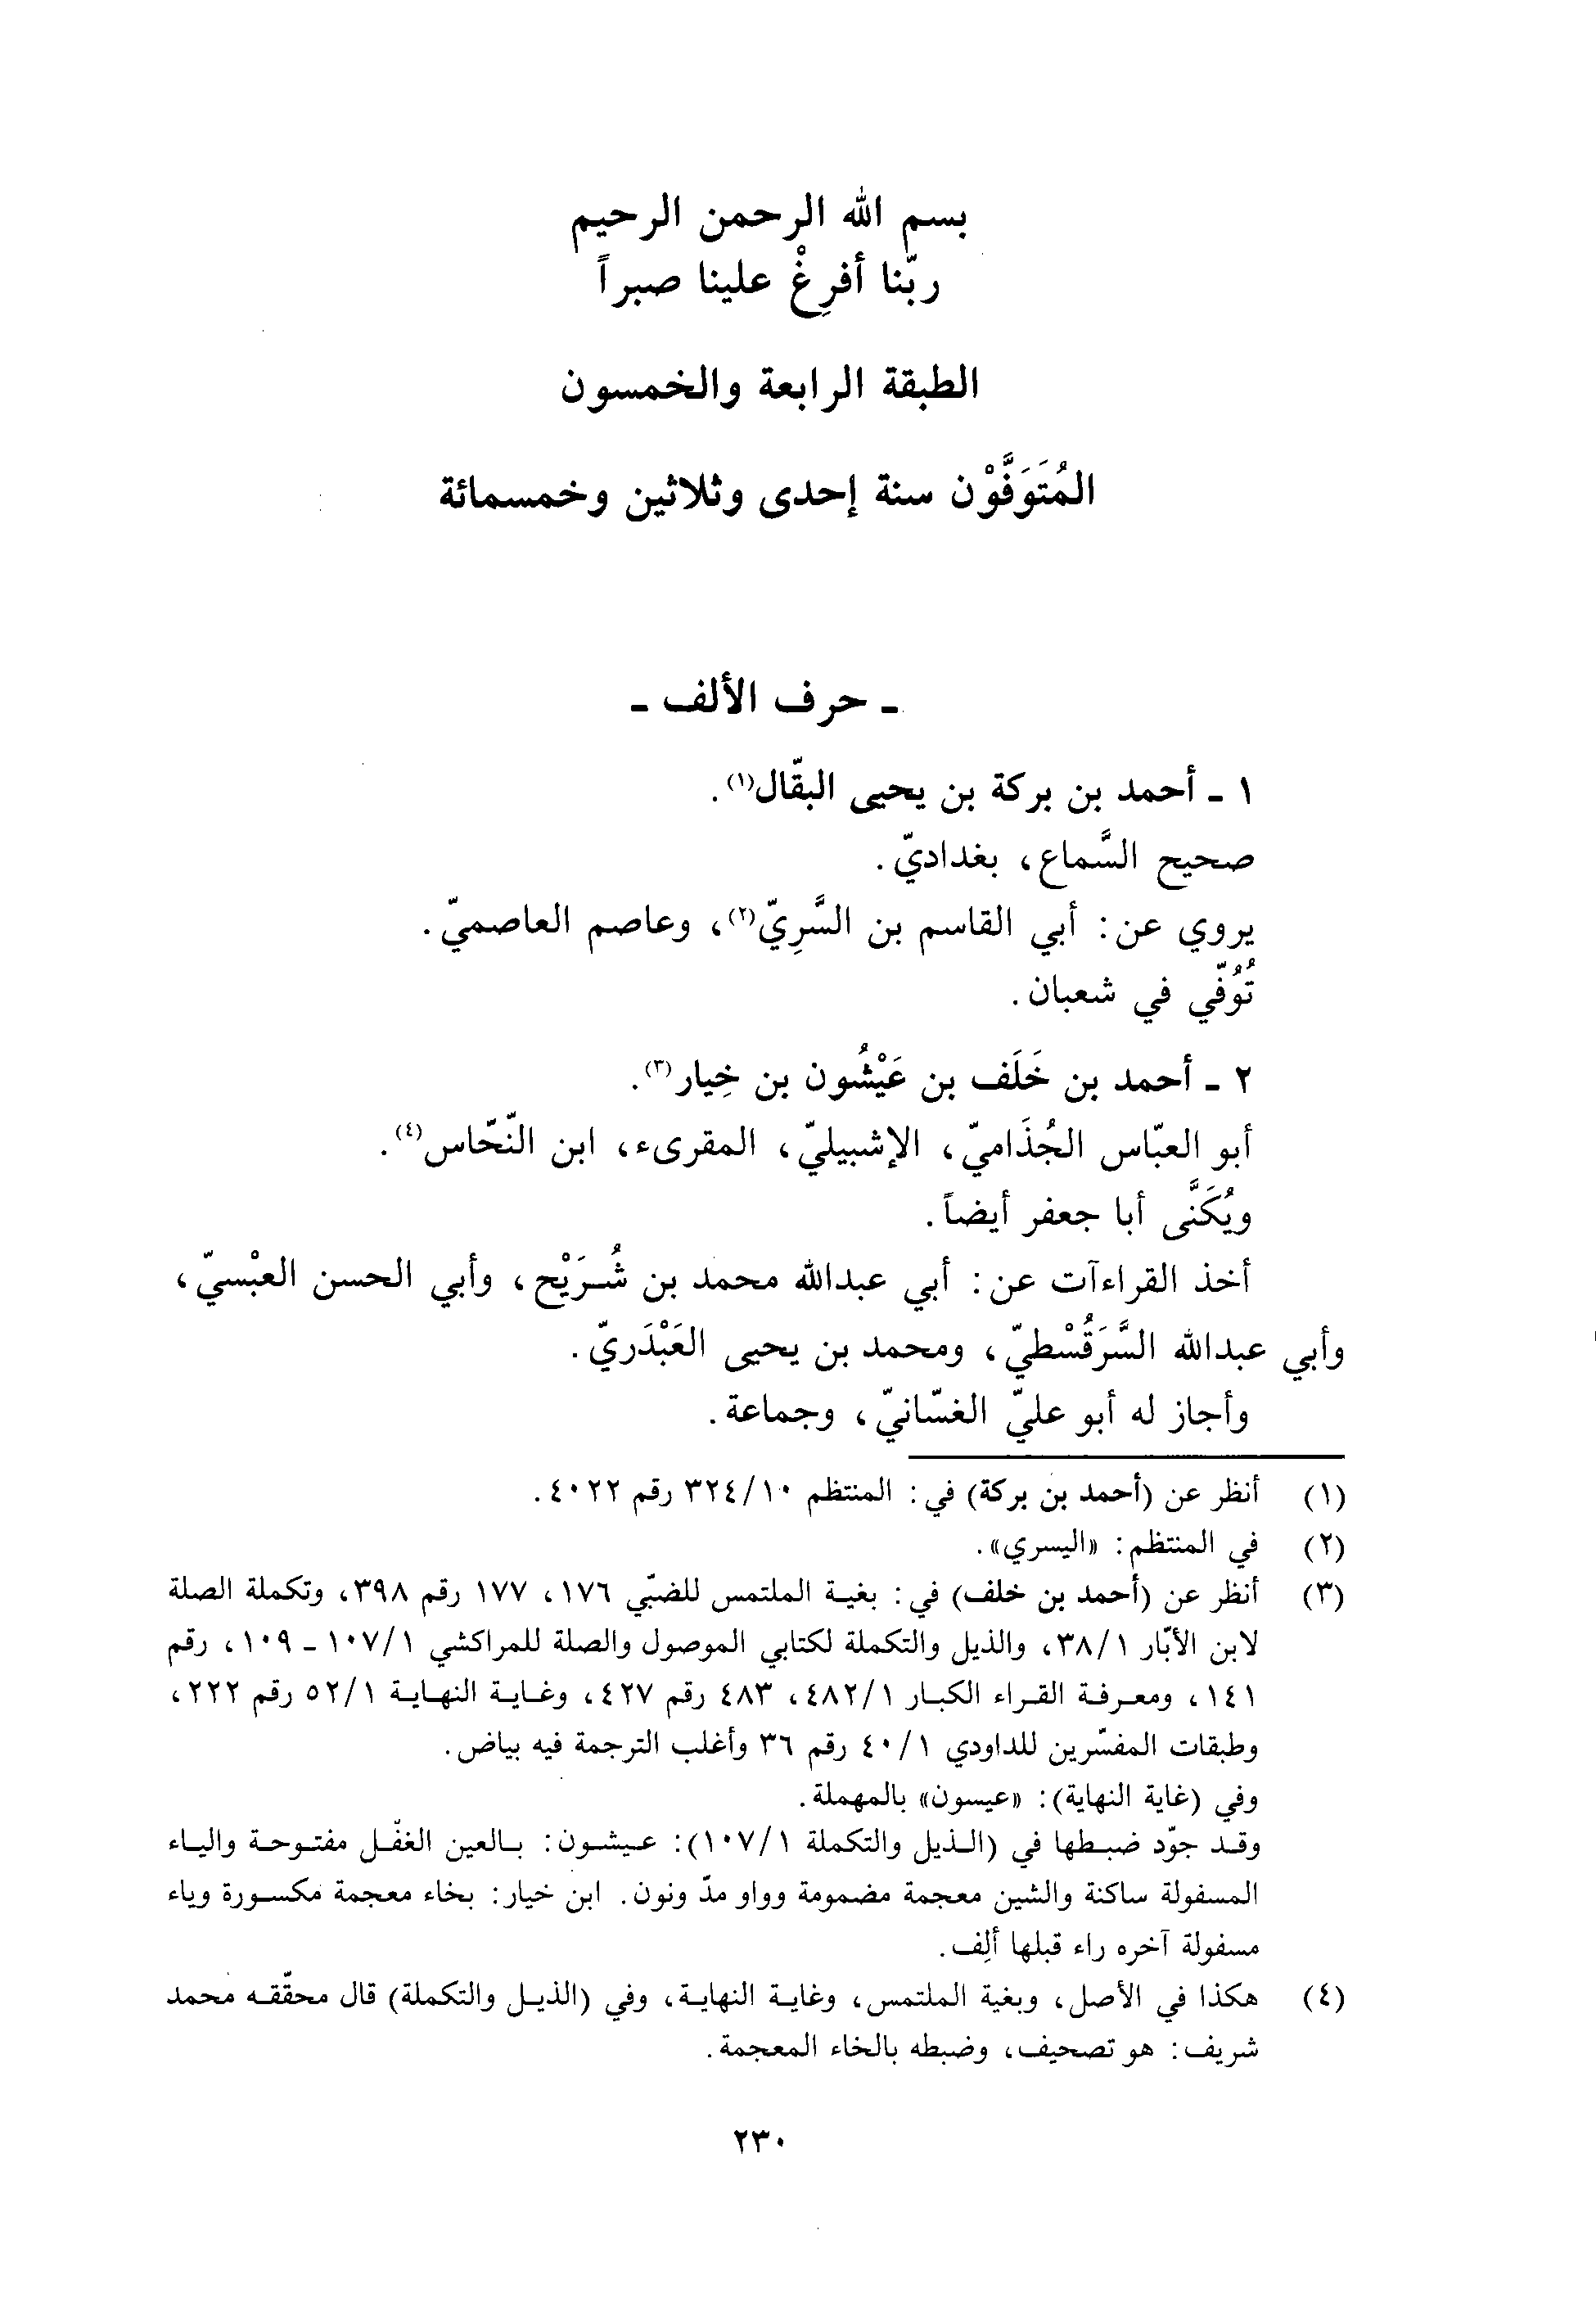 بسم الله الرحمن الرحيم
ربّنا أفرِغْ علينا صبراً
الطبقة الرابعة والخمسون
المُتَوَفَّوْن سنة إحدى وثلاثين وخمسمائة
ـ حرف الألف ـ
١ ـ أحمد بن بركة بن يحيى البقّال(١).
صحيح السَّماع، بغداديّ.
يروي عن: أبي القاسم بن السَّرِيّ(٢)، وعاصم العاصميّ.
تُوُفّي في شعبان.
٢ ـ أحمد بن خَلَف بن عَيْشُون بن خِيار(٣).
أبو العبّاس الجُذَاميّ، الإشبيليّ، المقرىء، ابن النّحّاس(٤).
ويُكَنَّى أبا جعفر أيضاً.
أخذ القراءآت عن: أبي عبدالله محمد بن شُرَيْح، وأبي الحسن العبْسيّ،
وأبي عبدالله السَّرَقُسْطيّ، ومحمد بن يحيى العَبْدَريّ.
وأجاز له أبو عليّ الغسّانيّ، وجماعة.
(١) أنظر عن (أحمد بن بركة) في: المنتظم ٣٢٤/١٠ رقم ٤٠٢٢.
(٢) في المنتظم: «اليسري».
(٣) أنظر عن (أحمد بن خلف) في: بغية الملتمس للضبّي ١٧٦، ١٧٧ رقم ٣٩٨، وتكملة الصلة
لابن الأبّار ٣٨/١، والذيل والتكملة لكتابي الموصول والصلة للمراكشي ١٠٧/١ ـ ١٠٩، رقم
١٤١، ومعرفة القراء الكبار ٤٨٢/١، ٤٨٣ رقم ٤٢٧، وغاية النهاية ٥٢/١ رقم ٢٢٢،
وطبقات المفسّرين للداودي ٤٠/١ رقم ٣٦ وأغلب الترجمة فيه بياض.
وفي (غاية النهاية): «عيسون» بالمهملة.
وقد جوّد ضبطها في (الذيل والتكملة ١٠٧/١): عيشون: بالعين الغفّل مفتوحة والياء
المسفولة ساكنة والشين معجمة مضمومة وواو مدّ ونون. ابن خيار: بخاء معجمة مكسورة وياء
مسفولة آخره راء قبلها ألِف.
(٤) هكذا في الأصل، وبغية الملتمس، وغاية النهاية، وفي (الذيل والتكملة) قال محقّقه محمد
شريف: هو تصحيف، وضبطه بالخاء المعجمة.
٢٣٠